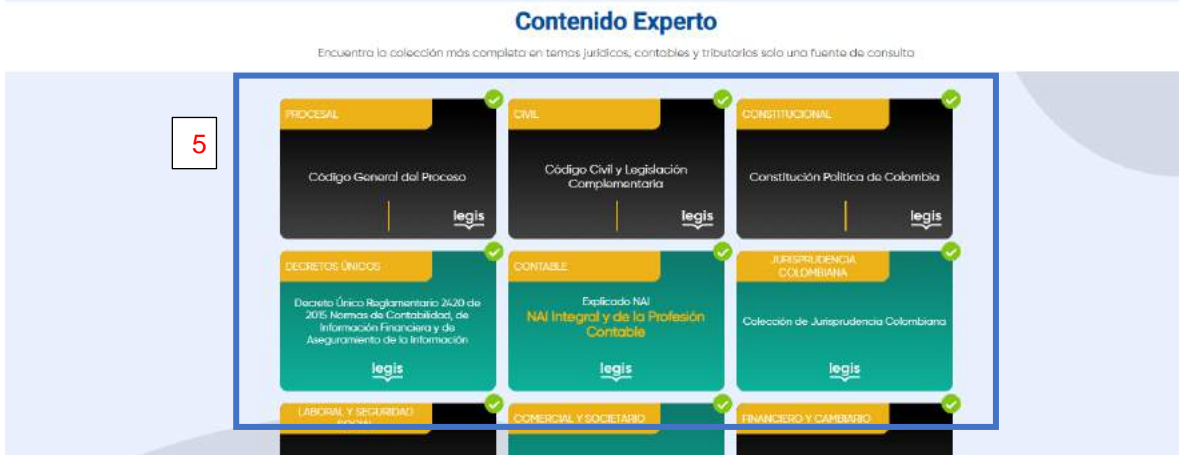 Contenido Experto
Encuentra la colección más completa en temas jurídicos, contables y tributarios solo una fuente de consulta
5
PROCESAL
Código General del Proceso
legis
CIVIL
Código Civil y Legislación
Complementaria
legis
CONSTITUCIONAL
Constitución Política de Colombia
legis
DECRETOS ÚNICOS
Decreto Único Reglamentario 2420 de
2015 Normas de Contabilidad, de
Información Financiera y de
Aseguramiento de la Información
legis
CONTABLE
Explicado NAI
NAI Integral y de la Profesión
Contable
legis
JURISPRUDENCIA
COLOMBIANA
Colección de Jurisprudencia Colombiana
legis
LABORAL Y SEGURIDAD
SOCIAL
COMERCIAL Y SOCIETARIO
FINANCIERO Y CAMBIARIO